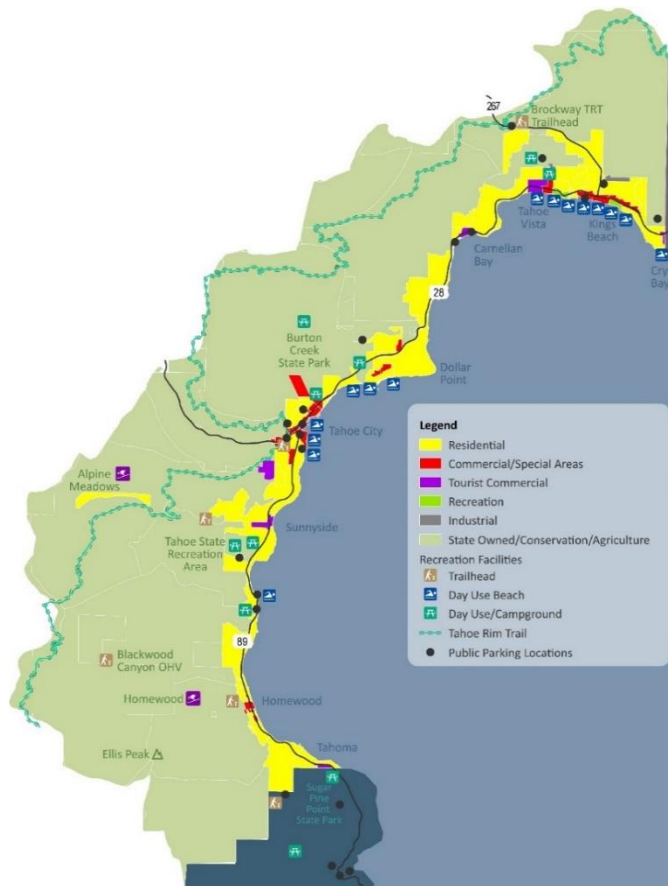 267
Brockway TRT
Trailhead
Tahoe
Vista
Kings
Beach
Carnelian
Bay
Cry
Bay
28
Burton
Creek
State Park
Dollar
Point
Tahoe City
Alpine
Meadows
Sunnyside
Tahoe State
Recreation
Area
89
Blackwood
Canyon OHV
Homewood
Homewood
Ellis Peak
Tahoma
Sugar
Pine
Point
State Park
Legend
Residential
Commercial/Special Areas
Tourist Commercial
Recreation
Industrial
State Owned/Conservation/Agriculture
Recreation Facilities
Trailhead
Day Use Beach
Day Use/Campground
Tahoe Rim Trail
Public Parking Locations